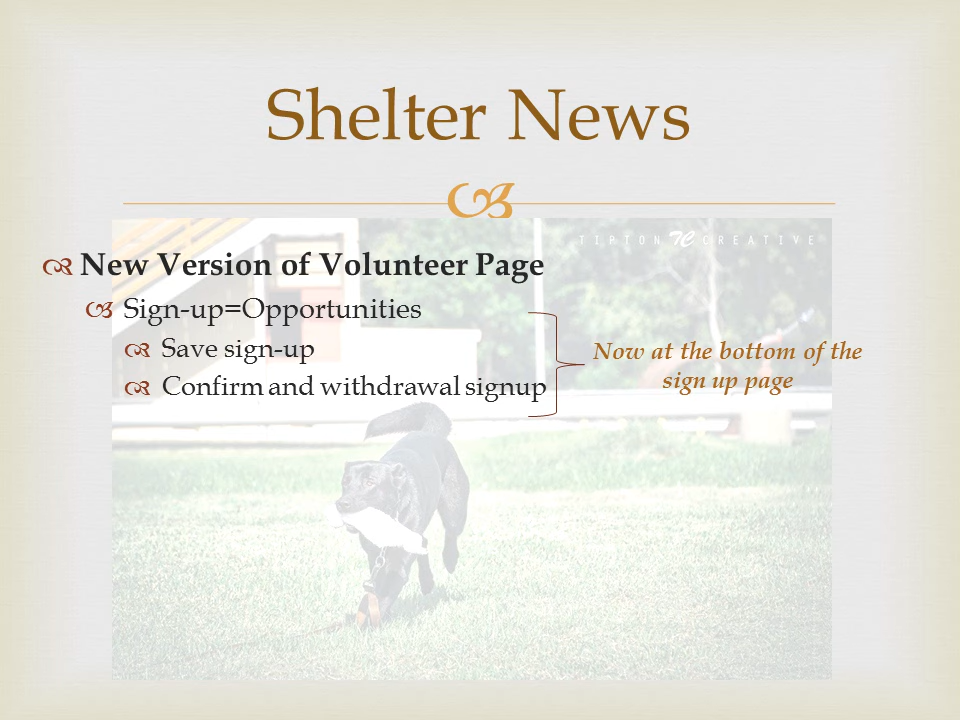 Shelter News
TIPTON TC CREATIVE
New Version of Volunteer Page
Sign-up=Opportunities
Save sign-up
Confirm and withdrawal signup
Now at the bottom of the
sign up page